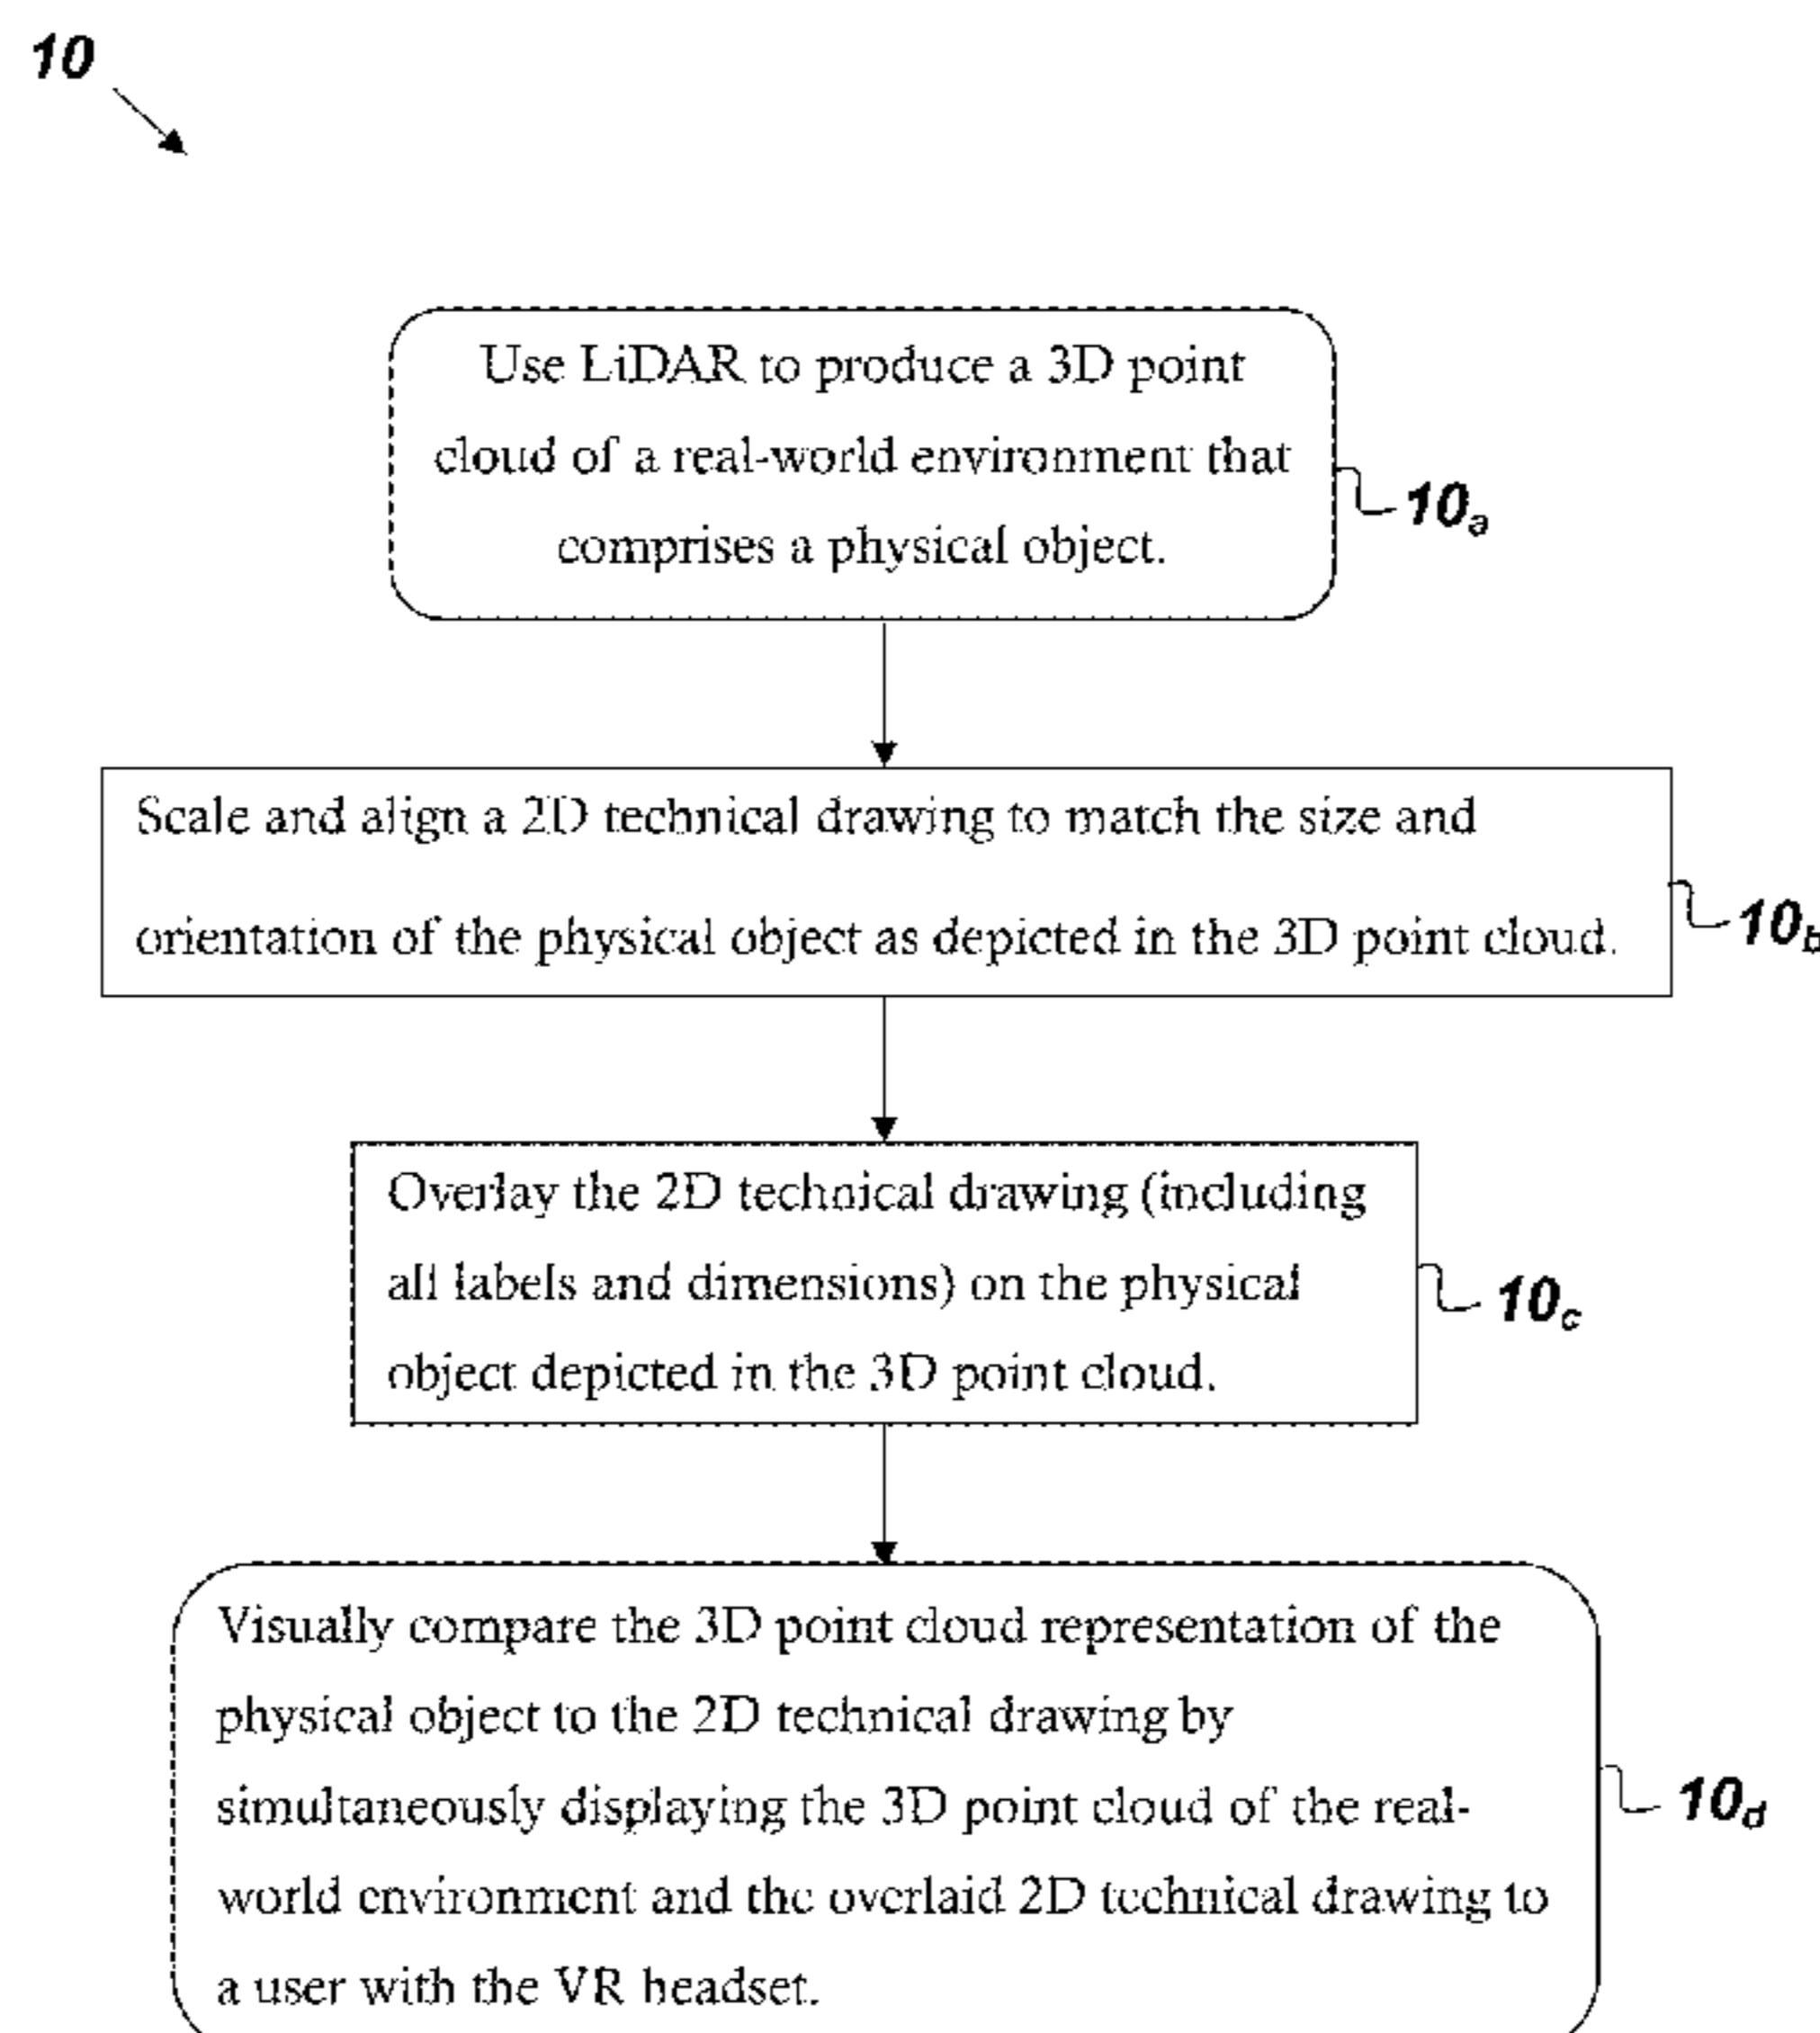 10
Use LiDAR to produce a 3D point
cloud of a real-world environment that
comprises a physical object.
10a
Scale and align a 2D technical drawing to match the size and
orientation of the physical object as depicted in the 3D point cloud.
10b
Overlay the 2D technical drawing (including
all labels and dimensions) on the physical
object depicted in the 3D point cloud.
10c
Visually compare the 3D point cloud representation of the
physical object to the 2D technical drawing by
simultaneously displaying the 3D point cloud of the real-
world environment and the overlaid 2D technical drawing to
a user with the VR headset.
10d